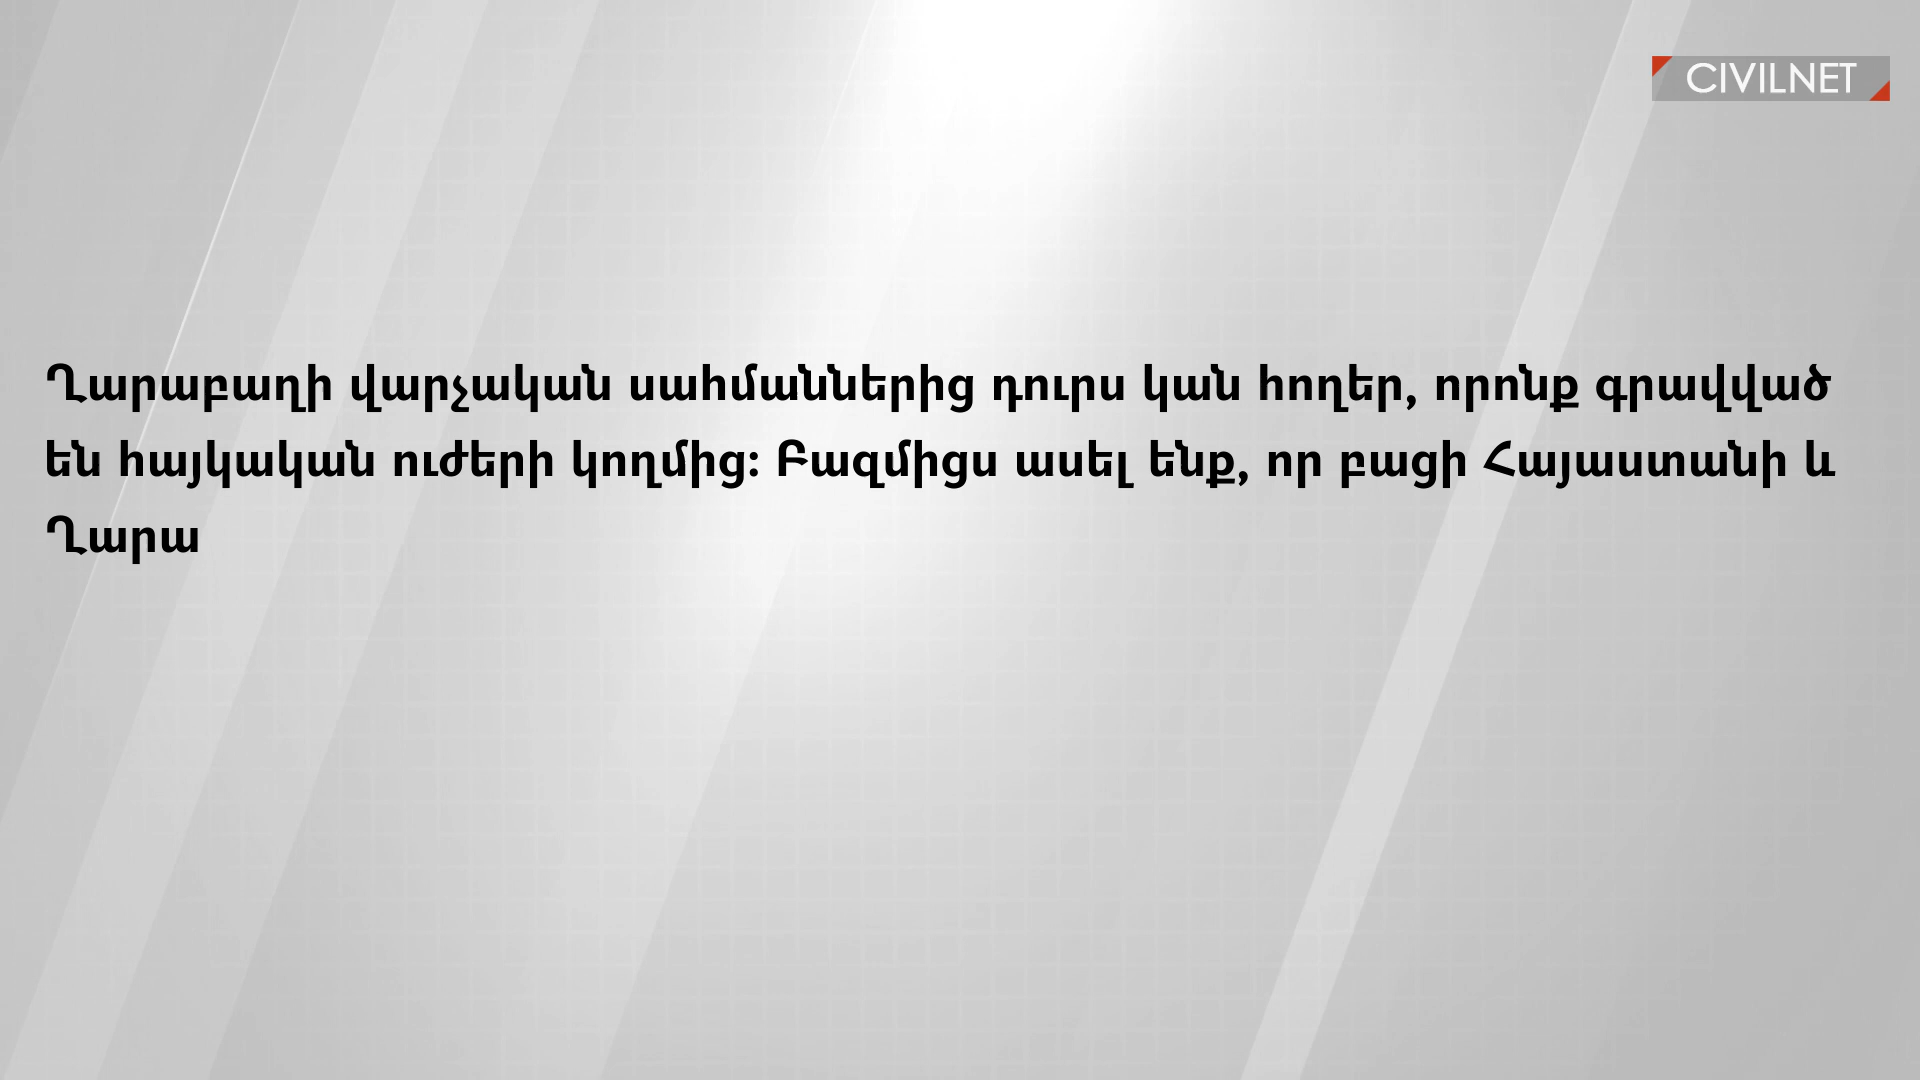 CIVILNET
Ղարաբաղի վարչական սահմաններից դուրս կան հողեր, որոնք գրավված
են հայկական ուժերի կողմից: Բազմիցս ասել ենք, որ բացի Հայաստանի և
Ղարա